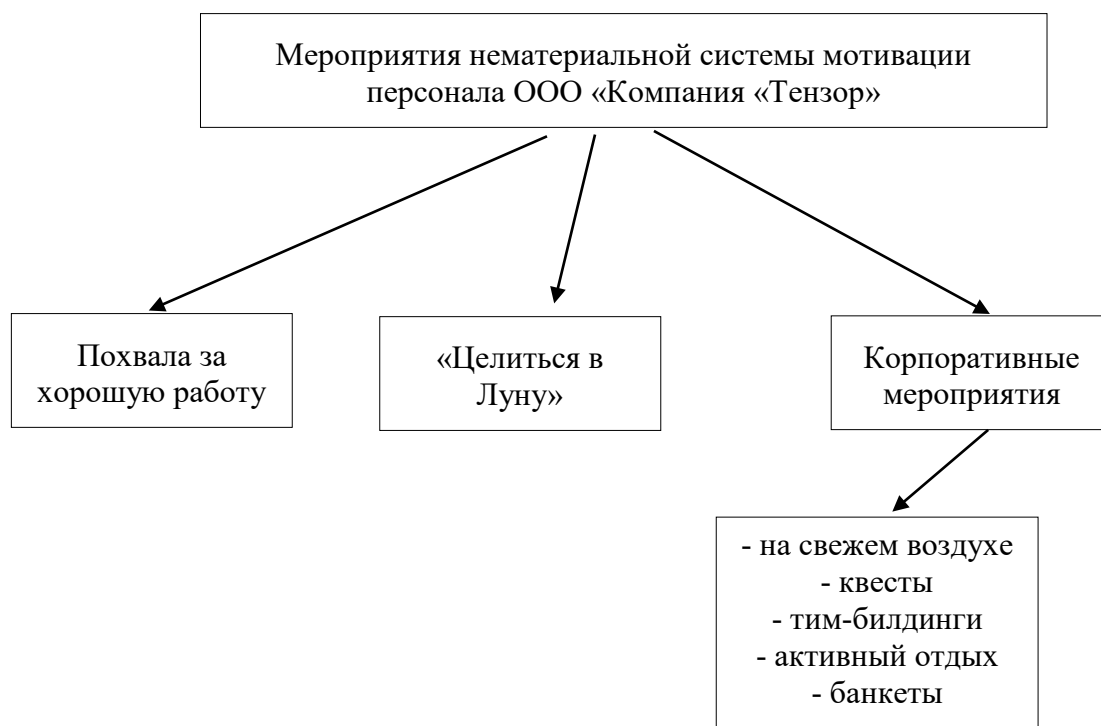 Мероприятия нематериальной системы мотивации
персонала ООО «Компания «Тензор»
Похвала за
хорошую работу
«Целиться в
Луну»
Корпоративные
мероприятия
- на свежем воздухе
- квесты
- тим-билдинги
- активный отдых
- банкеты